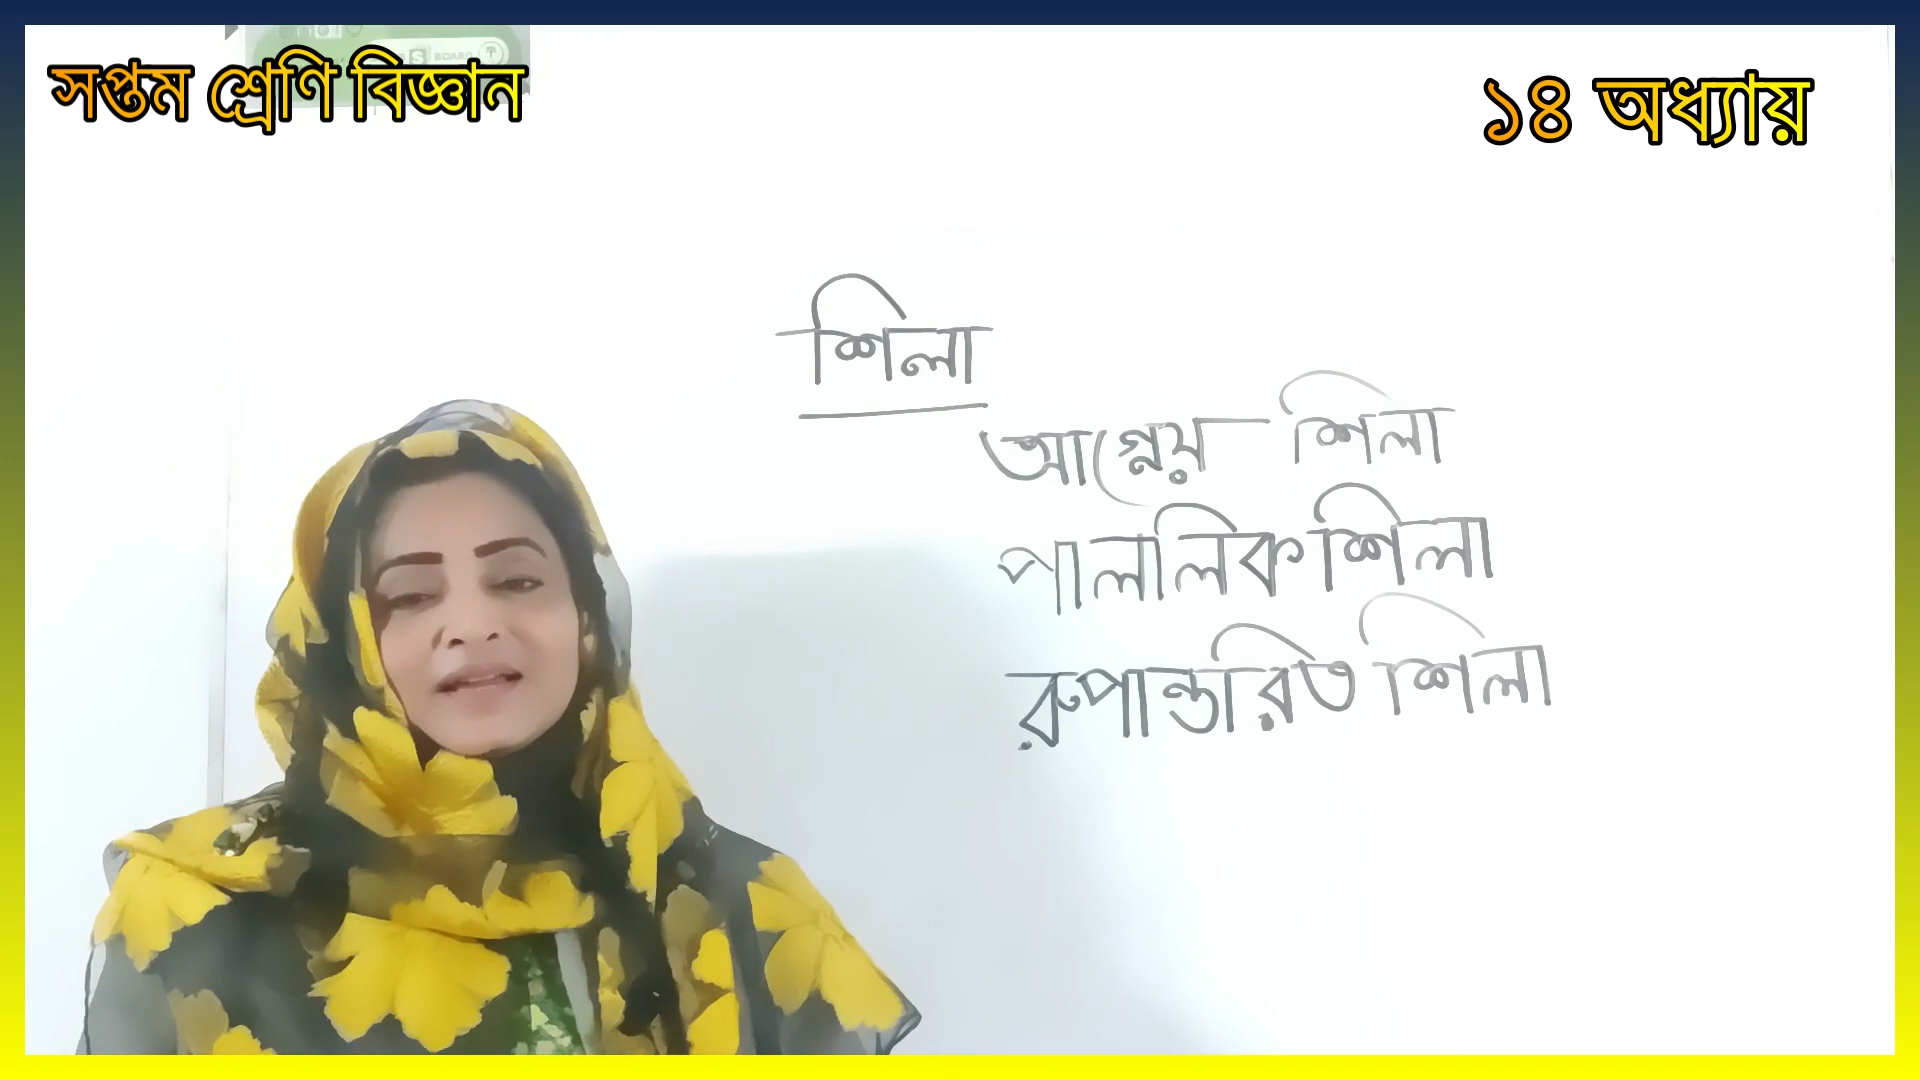 সপ্তম শ্রেণি বিজ্ঞান
১৪ অধ্যায়
শিলা
আগ্নেয় শিলা
পাললিক শিলা
রুপান্তরিত শিলা